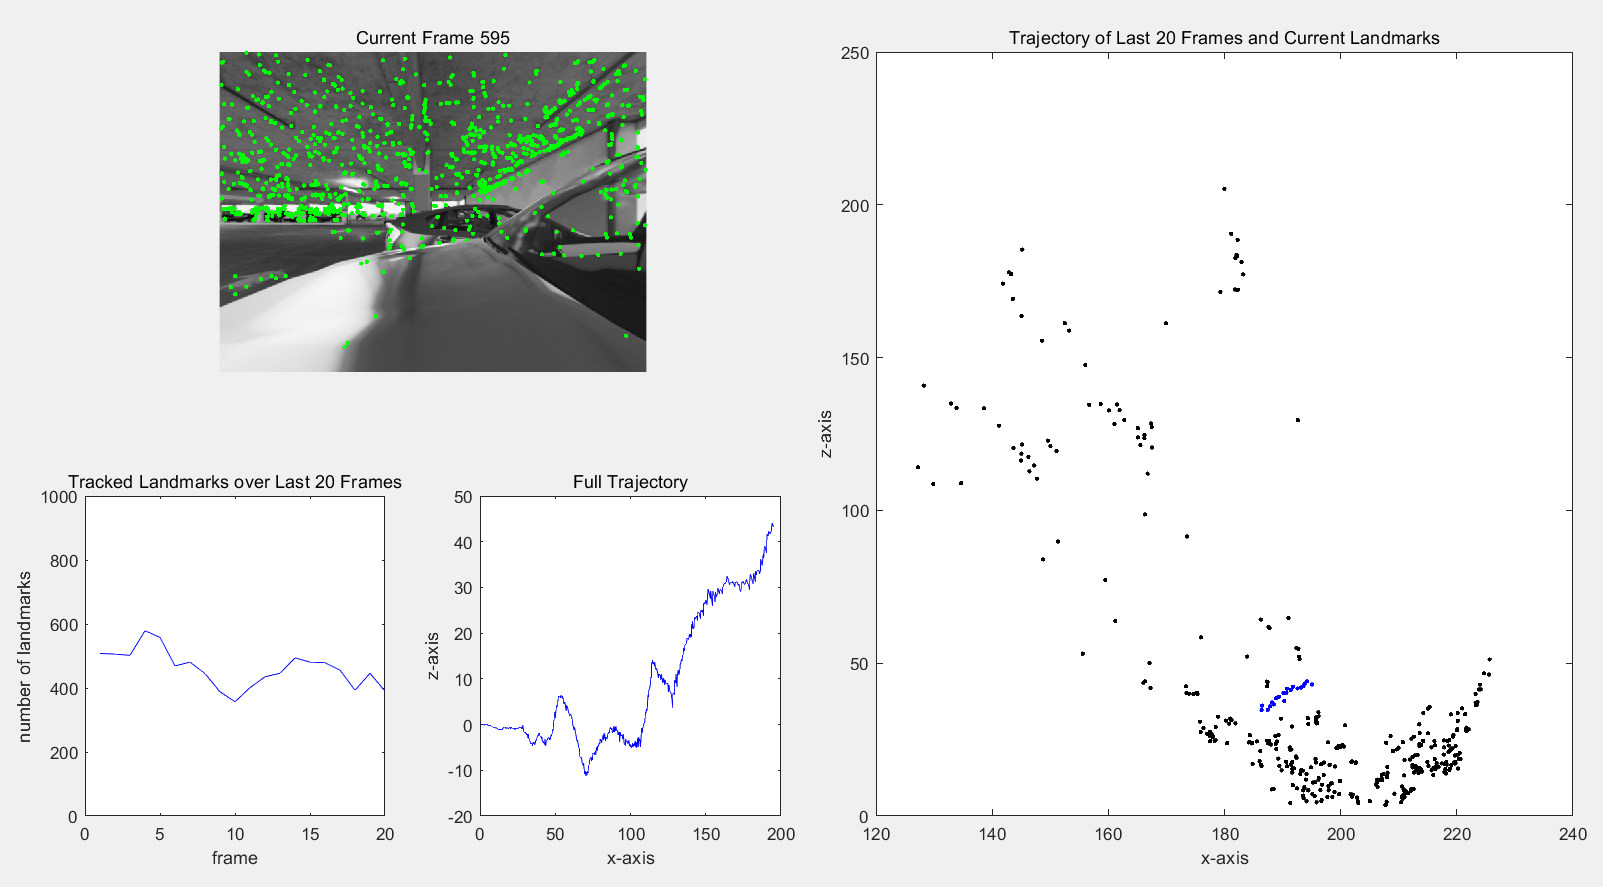 Current Frame 595
Trajectory of Last 20 Frames and Current Landmarks
250
200
150
100
50
0
z-axis
120 140 160 180 200 220 240
x-axis
Tracked Landmarks over Last 20 Frames
1000
800
600
400
200
0
number of landmarks
0 5 10 15 20
frame
Full Trajectory
50
40
30
20
10
0
-10
-20
z-axis
0 50 100 150 200
x-axis